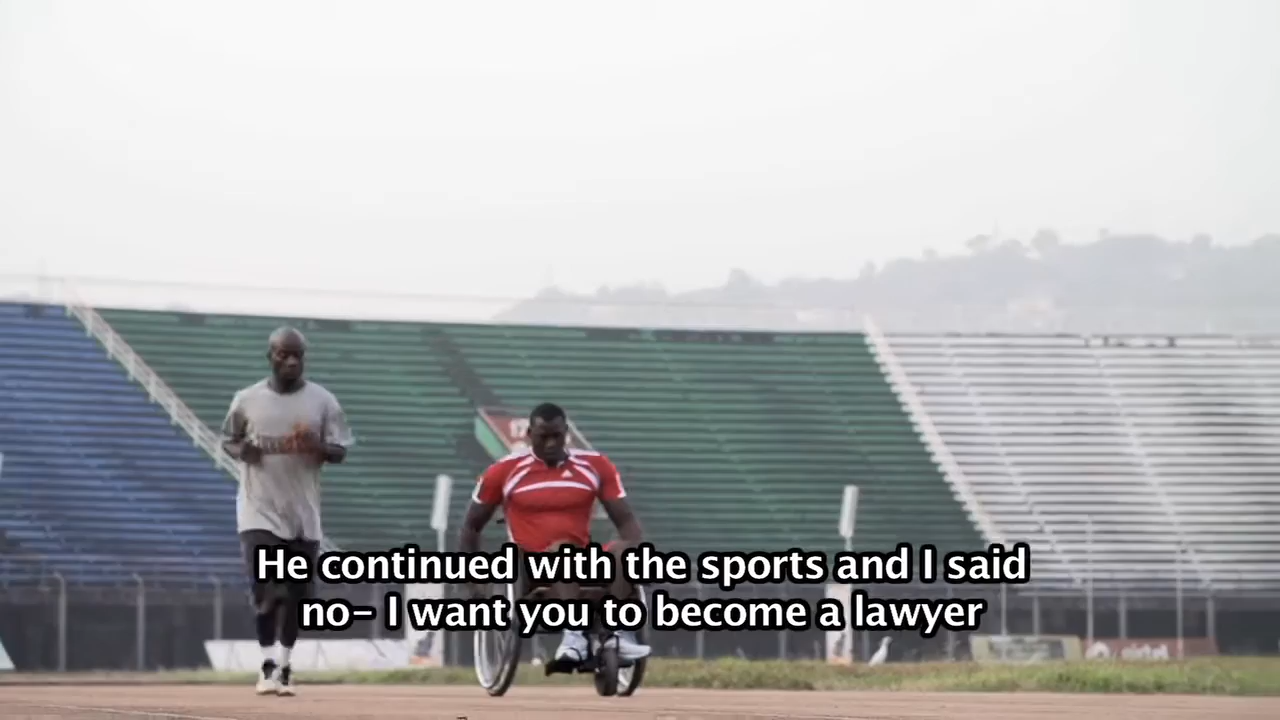 He continued with the sports and I said
no– I want you to become a lawyer